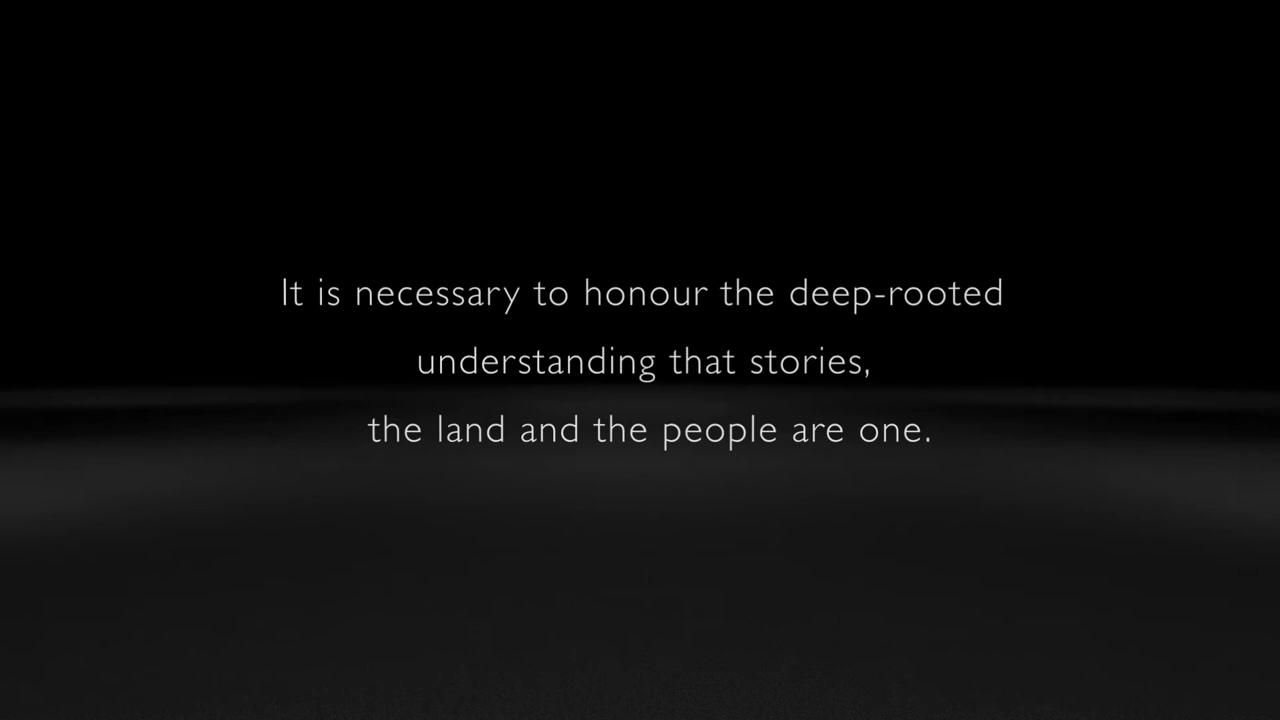 It is necessary to honour the deep-rooted
understanding that stories,
the land and the people are one.